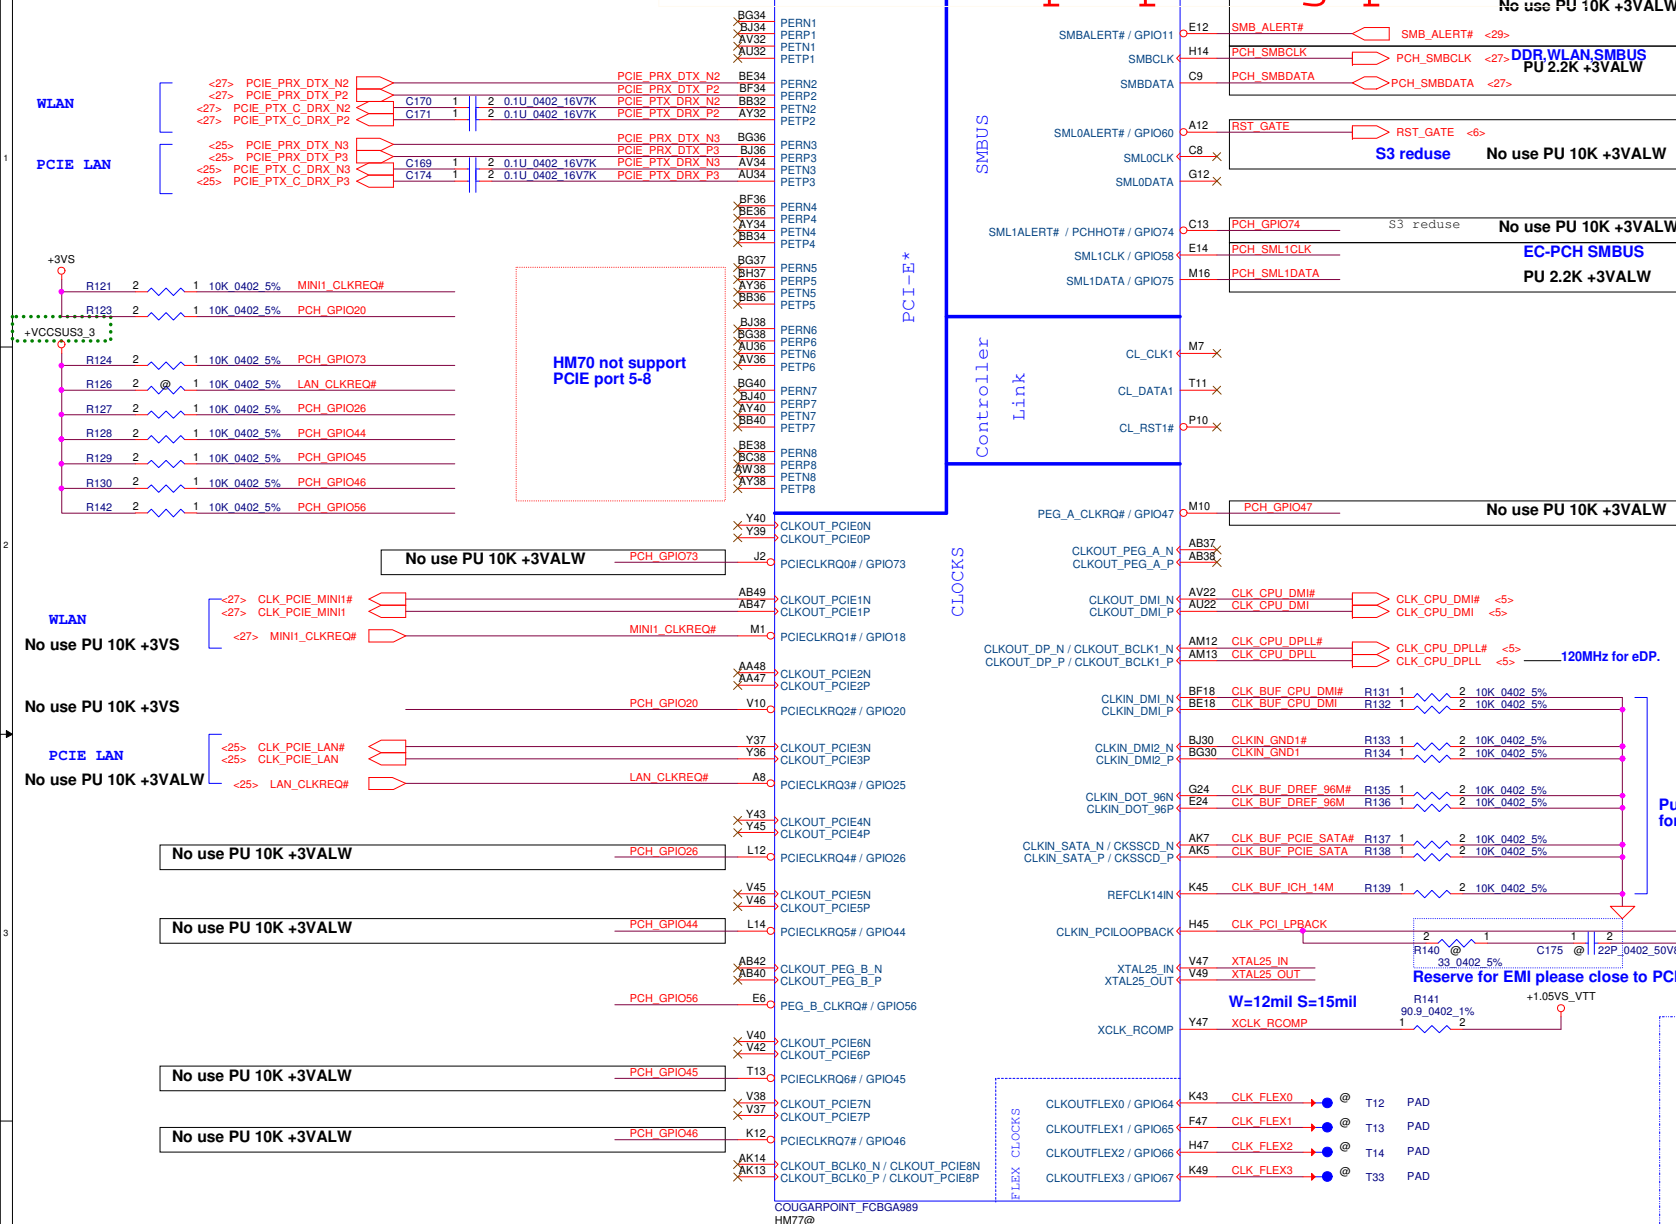 No use PU 10K +3VALW
WLAN
<27> PCIE_PRX_DTX_N2
<27> PCIE_PRX_DTX_P2
<27> PCIE_PTX_C_DRX_N2
<27> PCIE_PTX_C_DRX_P2
C170 1 2 0.1U_0402_16V7K
C171 1 2 0.1U_0402_16V7K
PCIE_PRX_DTX_N2 BE34 PERN2
PCIE_PRX_DTX_P2 BF34 PERP2
PCIE_PTX_DRX_N2 BB32 PETN2
PCIE_PTX_DRX_P2 AY32 PETP2
BG34 PERN1
BJ34 PERP1
AV32 PETN1
AU32 PETP1
PCIE LAN
<25> PCIE_PRX_DTX_N3
<25> PCIE_PRX_DTX_P3
<25> PCIE_PTX_C_DRX_N3
<25> PCIE_PTX_C_DRX_P3
C169 1 2 0.1U_0402_16V7K
C174 1 2 0.1U_0402_16V7K
PCIE_PRX_DTX_N3 BG36 PERN3
PCIE_PRX_DTX_P3 BJ36 PERP3
PCIE_PTX_DRX_N3 AV34 PETN3
PCIE_PTX_DRX_P3 AU34 PETP3
BF36 PERN4
BE36 PERP4
AY34 PETN4
BB34 PETP4
BG37 PERN5
BH37 PERP5
AY36 PETN5
BB36 PETP5
BJ38 PERN6
BG38 PERP6
AU36 PETN6
AV36 PETP6
BG40 PERN7
BJ40 PERP7
AY40 PETN7
BB40 PETP7
BE38 PERN8
BC38 PERP8
AW38 PETN8
AY38 PETP8
HM70 not support
PCIE port 5-8
+3VS
R121 2 1 10K_0402_5% MINI1_CLKREQ#
R123 2 1 10K_0402_5% PCH_GPIO20
+VCCSUS3_3
R124 2 1 10K_0402_5% PCH_GPIO73
R126 2 @ 1 10K_0402_5% LAN_CLKREQ#
R127 2 1 10K_0402_5% PCH_GPIO26
R128 2 1 10K_0402_5% PCH_GPIO44
R129 2 1 10K_0402_5% PCH_GPIO45
R130 2 1 10K_0402_5% PCH_GPIO46
R142 2 1 10K_0402_5% PCH_GPIO56
1
2
3
Y40 CLKOUT_PCIE0N
Y39 CLKOUT_PCIE0P
No use PU 10K +3VALW PCH_GPIO73 J2 PCIECLKRQ0# / GPIO73
WLAN
No use PU 10K +3VS
<27> CLK_PCIE_MINI1# AB49 CLKOUT_PCIE1N
<27> CLK_PCIE_MINI1 AB47 CLKOUT_PCIE1P
<27> MINI1_CLKREQ# MINI1_CLKREQ# M1 PCIECLKRQ1# / GPIO18
AA48 CLKOUT_PCIE2N
AA47 CLKOUT_PCIE2P
No use PU 10K +3VS PCH_GPIO20 V10 PCIECLKRQ2# / GPIO20
PCIE LAN
No use PU 10K +3VALW
<25> CLK_PCIE_LAN# Y37 CLKOUT_PCIE3N
<25> CLK_PCIE_LAN Y36 CLKOUT_PCIE3P
<25> LAN_CLKREQ# LAN_CLKREQ# A8 PCIECLKRQ3# / GPIO25
Y43 CLKOUT_PCIE4N
Y45 CLKOUT_PCIE4P
No use PU 10K +3VALW PCH_GPIO26 L12 PCIECLKRQ4# / GPIO26
V45 CLKOUT_PCIE5N
V46 CLKOUT_PCIE5P
No use PU 10K +3VALW PCH_GPIO44 L14 PCIECLKRQ5# / GPIO44
AB42 CLKOUT_PEG_B_N
AB40 CLKOUT_PEG_B_P
PCH_GPIO56 E6 PEG_B_CLKRQ# / GPIO56
V40 CLKOUT_PCIE6N
V42 CLKOUT_PCIE6P
No use PU 10K +3VALW PCH_GPIO45 T13 PCIECLKRQ6# / GPIO45
V38 CLKOUT_PCIE7N
V37 CLKOUT_PCIE7P
No use PU 10K +3VALW PCH_GPIO46 K12 PCIECLKRQ7# / GPIO46
AK14 CLKOUT_BCLK0_N / CLKOUT_PCIE8N
AK13 CLKOUT_BCLK0_P / CLKOUT_PCIE8P
COUGARPOINT_FCBGA989
HM77@
PCI-E*
SMBUS
Controller
Link
CLOCKS
FLEX CLOCKS
SMBALERT# / GPIO11 E12 SMB_ALERT# SMB_ALERT# <29>
SMBCLK H14 PCH_SMBCLK PCH_SMBCLK <27> DDR,WLAN,SMBUS
PU 2.2K +3VALW
SMBDATA C9 PCH_SMBDATA PCH_SMBDATA <27>
SML0ALERT# / GPIO60 A12 RST_GATE RST_GATE <6>
SML0CLK C8 S3 reduse No use PU 10K +3VALW
SML0DATA G12
SML1ALERT# / PCHHOT# / GPIO74 C13 PCH_GPIO74 S3 reduse No use PU 10K +3VALW
SML1CLK / GPIO58 E14 PCH_SML1CLK EC-PCH SMBUS
SML1DATA / GPIO75 M16 PCH_SML1DATA PU 2.2K +3VALW
CL_CLK1 M7
CL_DATA1 T11
CL_RST1# P10
PEG_A_CLKRQ# / GPIO47 M10 PCH_GPIO47 No use PU 10K +3VALW
CLKOUT_PEG_A_N AB37
CLKOUT_PEG_A_P AB38
CLKOUT_DMI_N AV22 CLK_CPU_DMI# CLK_CPU_DMI# <5>
CLKOUT_DMI_P AU22 CLK_CPU_DMI CLK_CPU_DMI <5>
CLKOUT_DP_N / CLKOUT_BCLK1_N AM12 CLK_CPU_DPLL# CLK_CPU_DPLL# <5>
CLKOUT_DP_P / CLKOUT_BCLK1_P AM13 CLK_CPU_DPLL CLK_CPU_DPLL <5> 120MHz for eDP.
CLKIN_DMI_N BF18 CLK_BUF_CPU_DMI# R131 1 2 10K_0402_5%
CLKIN_DMI_P BE18 CLK_BUF_CPU_DMI R132 1 2 10K_0402_5%
CLKIN_DMI2_N BJ30 CLKIN_GND1# R133 1 2 10K_0402_5%
CLKIN_DMI2_P BG30 CLKIN_GND1 R134 1 2 10K_0402_5%
CLKIN_DOT_96N G24 CLK_BUF_DREF_96M# R135 1 2 10K_0402_5%
CLKIN_DOT_96P E24 CLK_BUF_DREF_96M R136 1 2 10K_0402_5%
Pu
for
CLKIN_SATA_N / CKSSCD_N AK7 CLK_BUF_PCIE_SATA# R137 1 2 10K_0402_5%
CLKIN_SATA_P / CKSSCD_P AK5 CLK_BUF_PCIE_SATA R138 1 2 10K_0402_5%
REFCLK14IN K45 CLK_BUF_ICH_14M R139 1 2 10K_0402_5%
CLKIN_PCILOOPBACK H45 CLK_PCI_LPBACK
2 1 1 2
R140 @ C175 @ 22P_0402_50V8
33_0402_5%
XTAL25_IN V47 XTAL25_IN
XTAL25_OUT V49 XTAL25_OUT
Reserve for EMI please close to PC
W=12mil S=15mil
R141 +1.05VS_VTT
90.9_0402_1%
XCLK_RCOMP Y47 XCLK_RCOMP 1 2
CLKOUTFLEX0 / GPIO64 K43 CLK_FLEX0 @ T12 PAD
CLKOUTFLEX1 / GPIO65 F47 CLK_FLEX1 @ T13 PAD
CLKOUTFLEX2 / GPIO66 H47 CLK_FLEX2 @ T14 PAD
CLKOUTFLEX3 / GPIO67 K49 CLK_FLEX3 @ T33 PAD